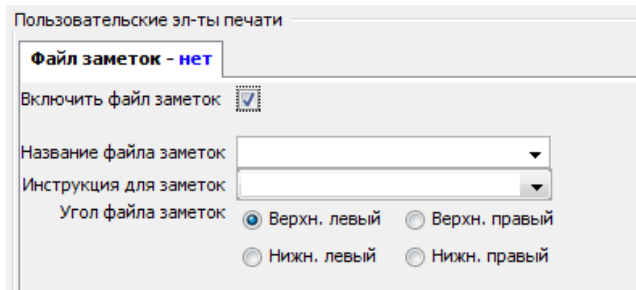 Пользовательские эл-ты печати
Файл заметок - нет
Включить файл заметок
Название файла заметок
Инструкция для заметок
Угол файла заметок
Верхн. левый Верхн. правый
Нижн. левый Нижн. правый